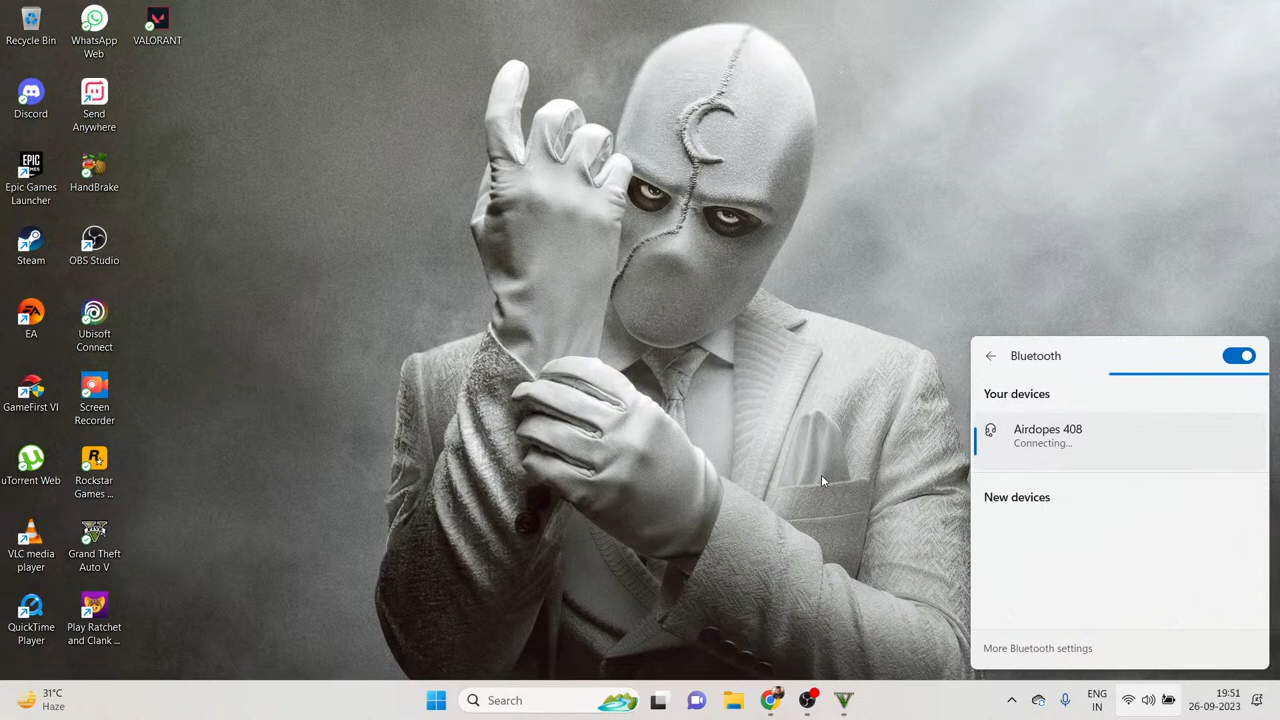 Recycle Bin
WhatsApp
Web
VALORANT
Discord
Send
Anywhere
EPIC
GAMES
Epic Games
Launcher
HandBrake
Steam
OBS Studio
EA
EA
Ubisoft
Connect
GameFirst VI
Screen
Recorder
uTorrent Web
Rockstar
Games ...
VLC media
player
Grand Theft
Auto V
QuickTime
Player
Play Ratchet
and Clank ...
Bluetooth
Your devices
Airdopes 408
Connecting...
New devices
More Bluetooth settings
31°C
Haze
Search
ENG
IN
19:51
26-09-2023